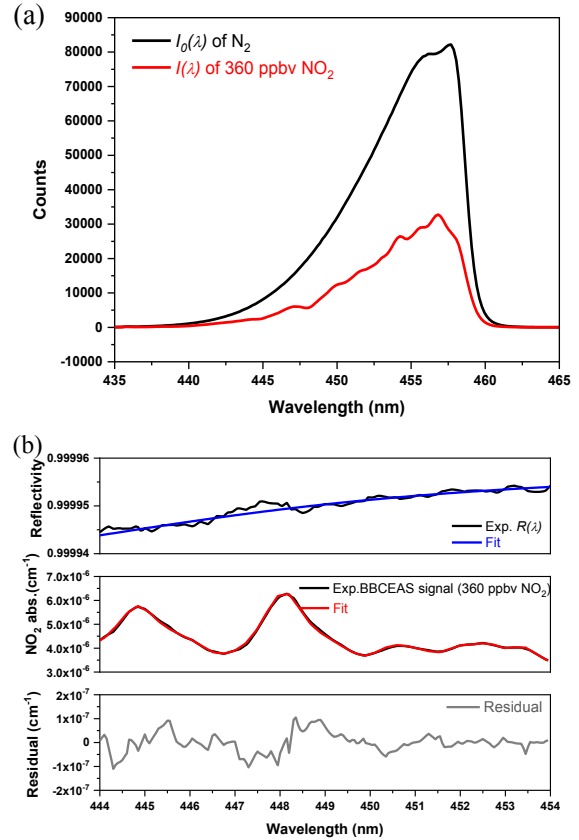 (a)
90000
80000
70000
60000
50000
40000
30000
20000
10000
0
-10000
Counts
I₀(λ) of N₂
I(λ) of 360 ppbv NO₂
435 440 445 450 455 460 465
Wavelength (nm)
(b)
0.99996
0.99995
0.99994
Reflectivity
Exp. R(λ)
Fit
7.0x10⁻⁶
6.0x10⁻⁶
5.0x10⁻⁶
4.0x10⁻⁶
3.0x10⁻⁶
NO₂ abs.(cm⁻¹)
Exp.BBCEAS signal (360 ppbv NO₂)
Fit
2x10⁻⁷
1x10⁻⁷
0
-1x10⁻⁷
-2x10⁻⁷
Residual (cm⁻¹)
Residual
444 445 446 447 448 449 450 451 452 453 454
Wavelength (nm)